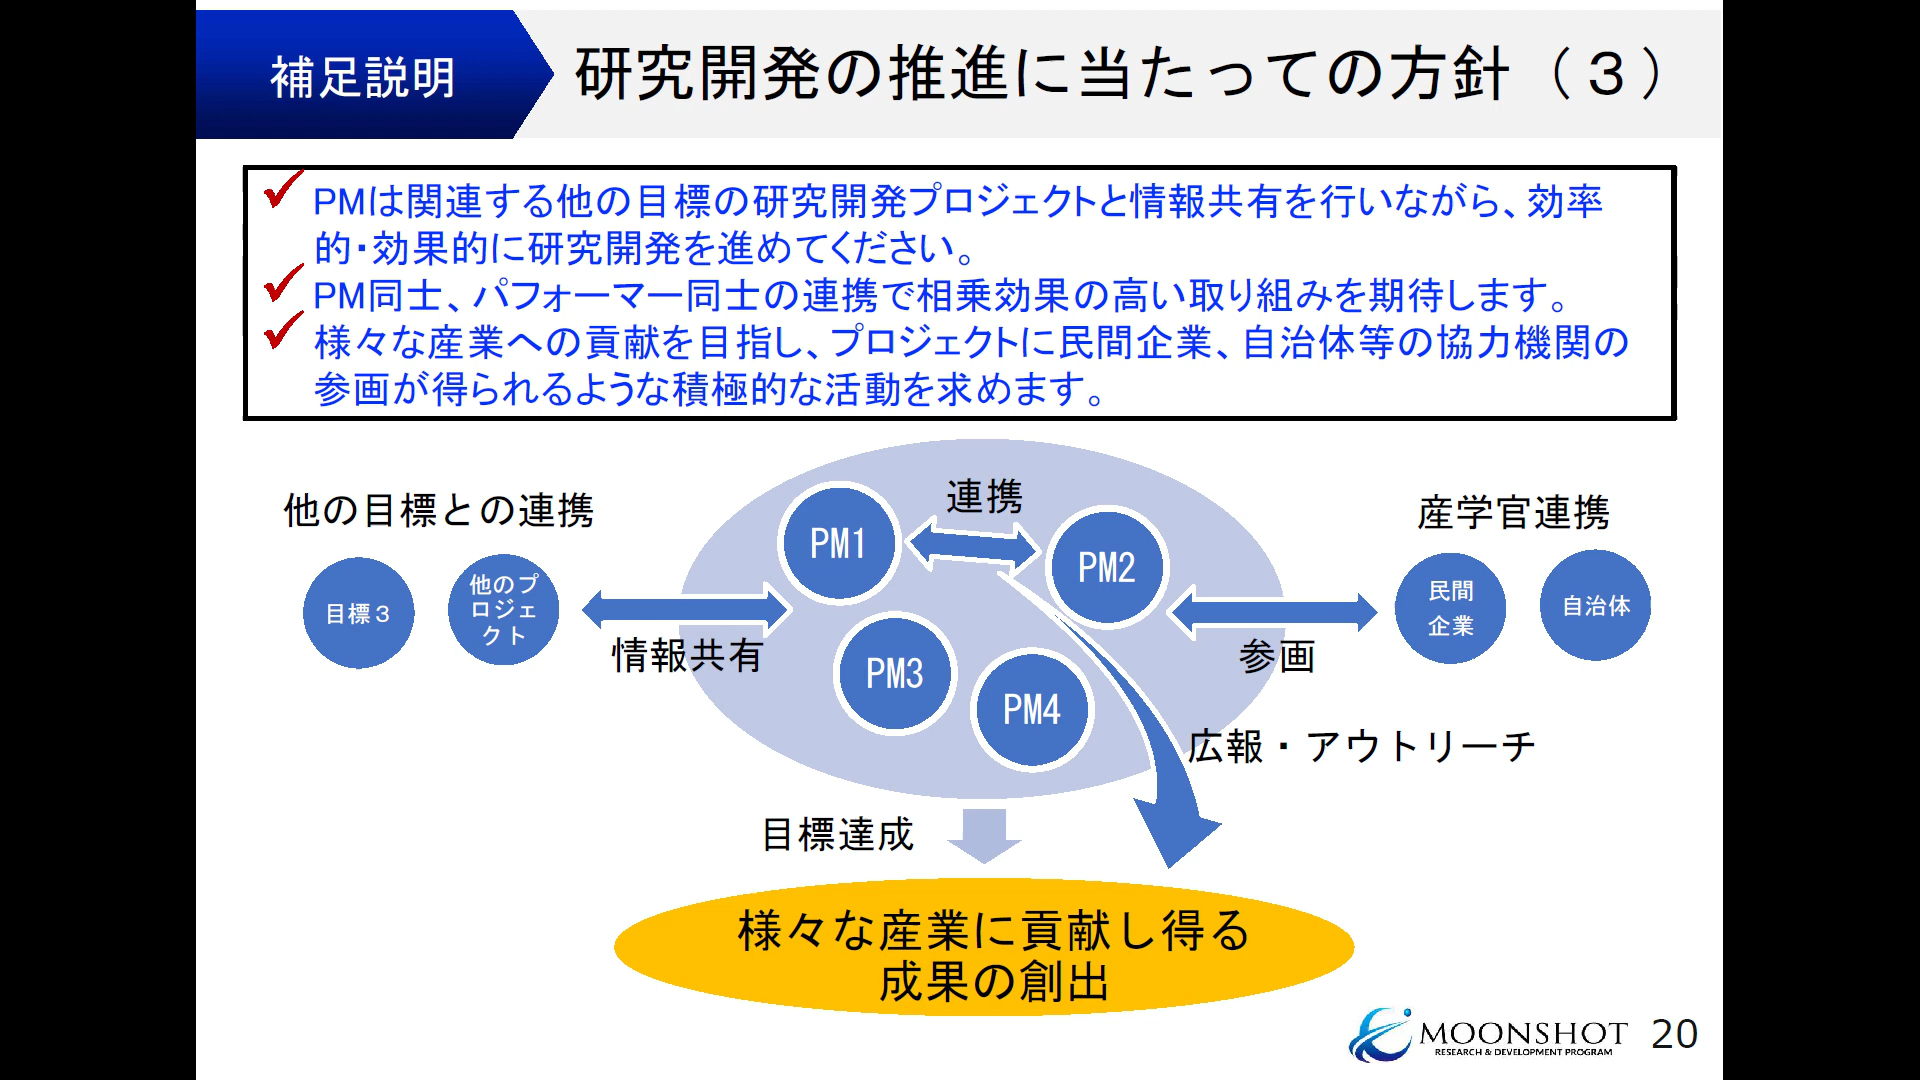 補足説明
研究開発の推進に当たっての方針（３）
PMは関連する他の目標の研究開発プロジェクトと情報共有を行いながら、効率
的・効果的に研究開発を進めてください。
PM同士、パフォーマー同士の連携で相乗効果の高い取り組みを期待します。
様々な産業への貢献を目指し、プロジェクトに民間企業、自治体等の協力機関の
参画が得られるような積極的な活動を求めます。
他の目標との連携
目標３
他のプ
ロジェ
クト
情報共有
PM1
連携
PM2
PM3
PM4
産学官連携
民間
企業
自治体
参画
広報・アウトリーチ
目標達成
様々な産業に貢献し得る
成果の創出
MOONSHOT
RESEARCH & DEVELOPMENT PROGRAM
20